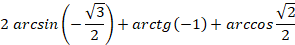 2 arcsin(−√3/2) + arctg(−1) + arccos √2/2